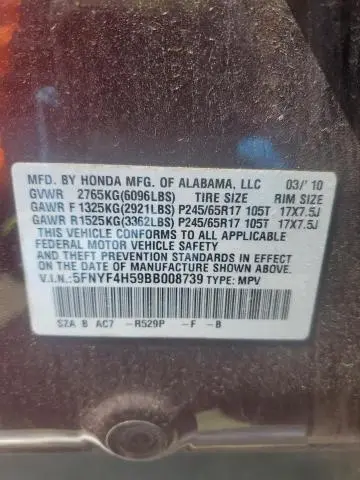 MFD. BY HONDA MFG. OF ALABAMA, LLC 03/'10
GVWR 2765KG(6096LBS) TIRE SIZE RIM SIZE
GAWR F 1325KG(2921LBS) P245/65R17 105T 17X7.5J
GAWR R1525KG(3362LBS) P245/65R17 105T 17X7.5J
THIS VEHICLE CONFORMS TO ALL APPLICABLE
FEDERAL MOTOR VEHICLE SAFETY
AND THEFT PREVENTION STANDARDS IN EFFECT
ON THE DATE OF MANUFACTURE SHOWN ABOVE.
V.I.N.:5FNYF4H59BB008739 TYPE: MPV
SZA B AC7 -R529P -F -B